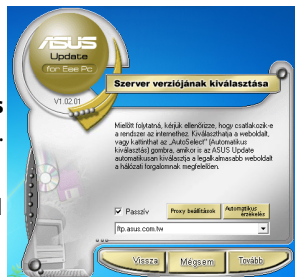 ASUS
Update
for Eee Pc
V1.02.01
Szerver verziójának kiválasztása
Mielőtt folytatná, kérjük ellenőrizze, hogy csatlakozik-e
a rendszer az internethez. Kiválaszthatja a weboldalt,
vagy kattinthat az „AutoSelect” (Automatikus
kiválasztás) gombra, amikor is az ASUS Update
automatikusan kiválasztja a legalkalmasabb weboldalt
a hálózati forgalomnak megfelelően.
Passzív
Proxy beállítások
Automatikus
érzékelés
ftp.asus.com.tw
Vissza
Mégsem
Tovább